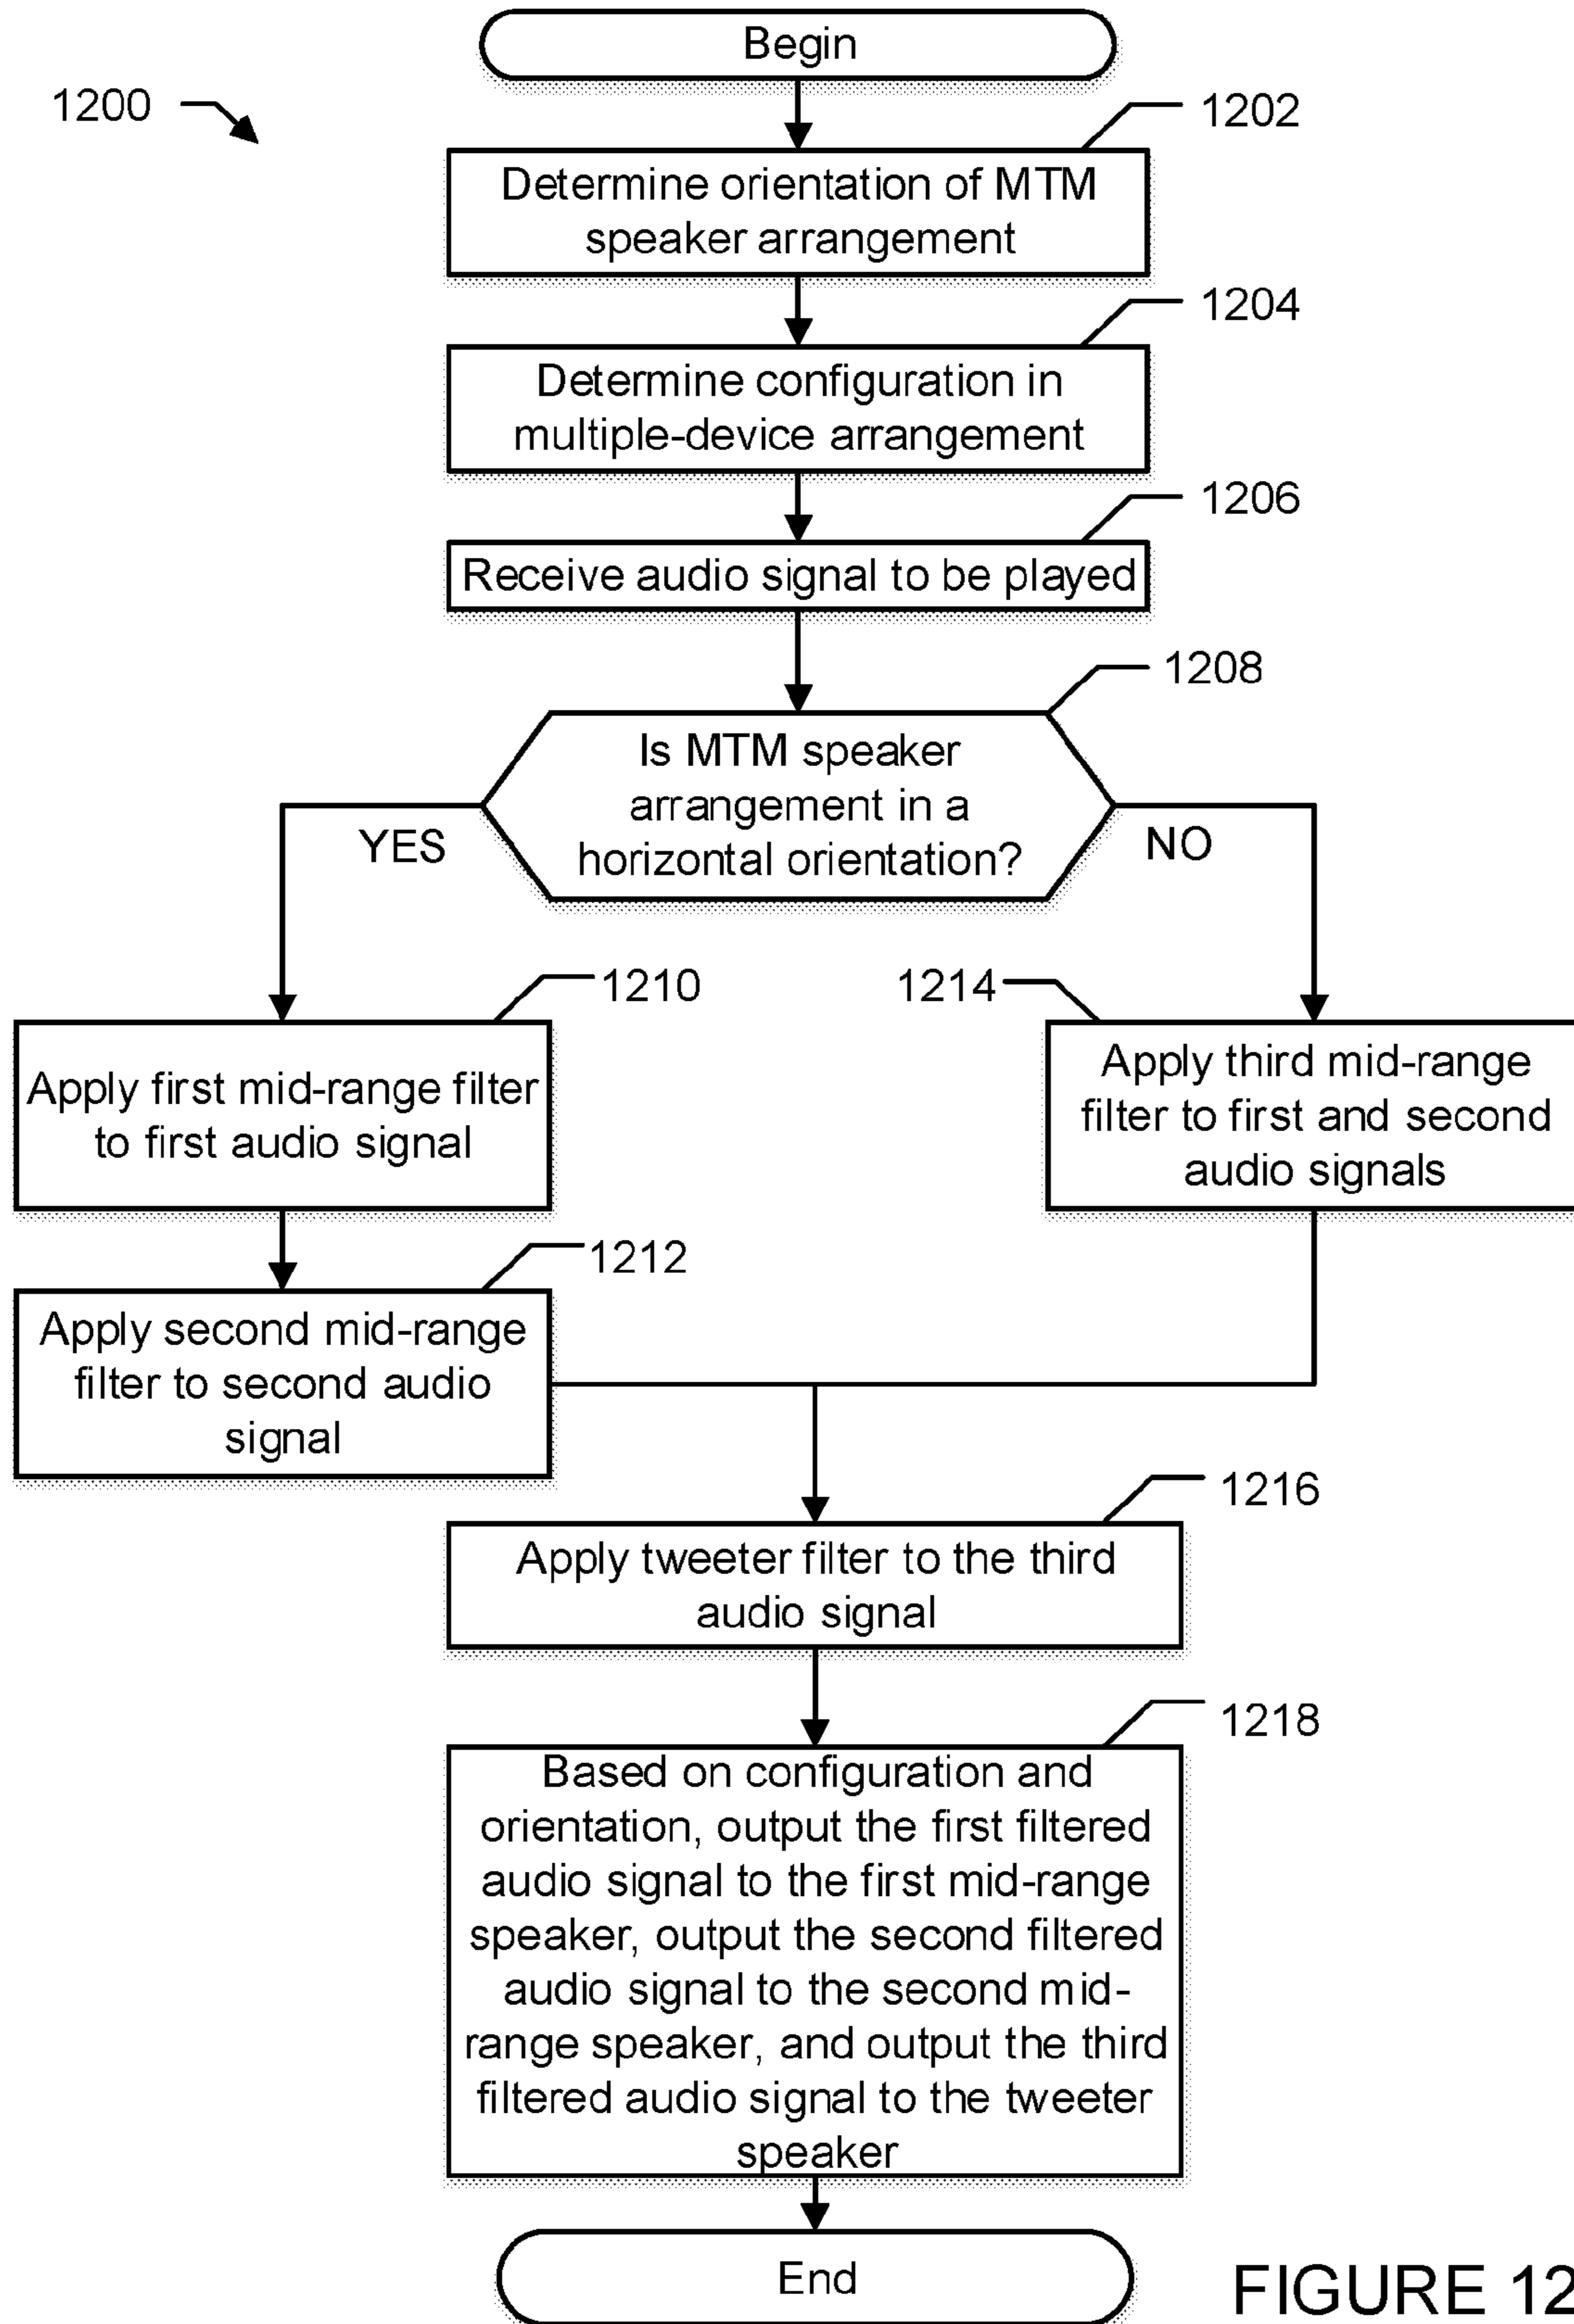 Begin
1200
1202
Determine orientation of MTM
speaker arrangement
1204
Determine configuration in
multiple-device arrangement
1206
Receive audio signal to be played
1208
Is MTM speaker
arrangement in a
horizontal orientation?
YES
NO
1210
1214
Apply first mid-range filter
to first audio signal
Apply third mid-range
filter to first and second
audio signals
1212
Apply second mid-range
filter to second audio
signal
1216
Apply tweeter filter to the third
audio signal
1218
Based on configuration and
orientation, output the first filtered
audio signal to the first mid-range
speaker, output the second filtered
audio signal to the second mid-
range speaker, and output the third
filtered audio signal to the tweeter
speaker
End
FIGURE 12